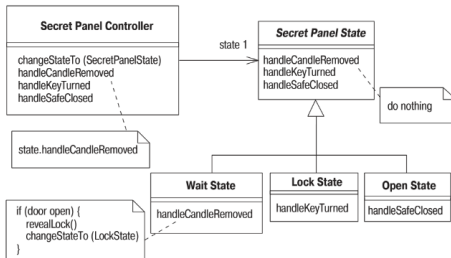 Secret Panel Controller
changeStateTo (SecretPanelState)
handleCandleRemoved
handleKeyTurned
handleSafeClosed
state 1
Secret Panel State
handleCandleRemoved
handleKeyTurned
handleSafeClosed
do nothing
state.handleCandleRemoved
Wait State
handleCandleRemoved
Lock State
handleKeyTurned
Open State
handleSafeClosed
if (door open) {
revealLock()
changeStateTo (LockState)
}